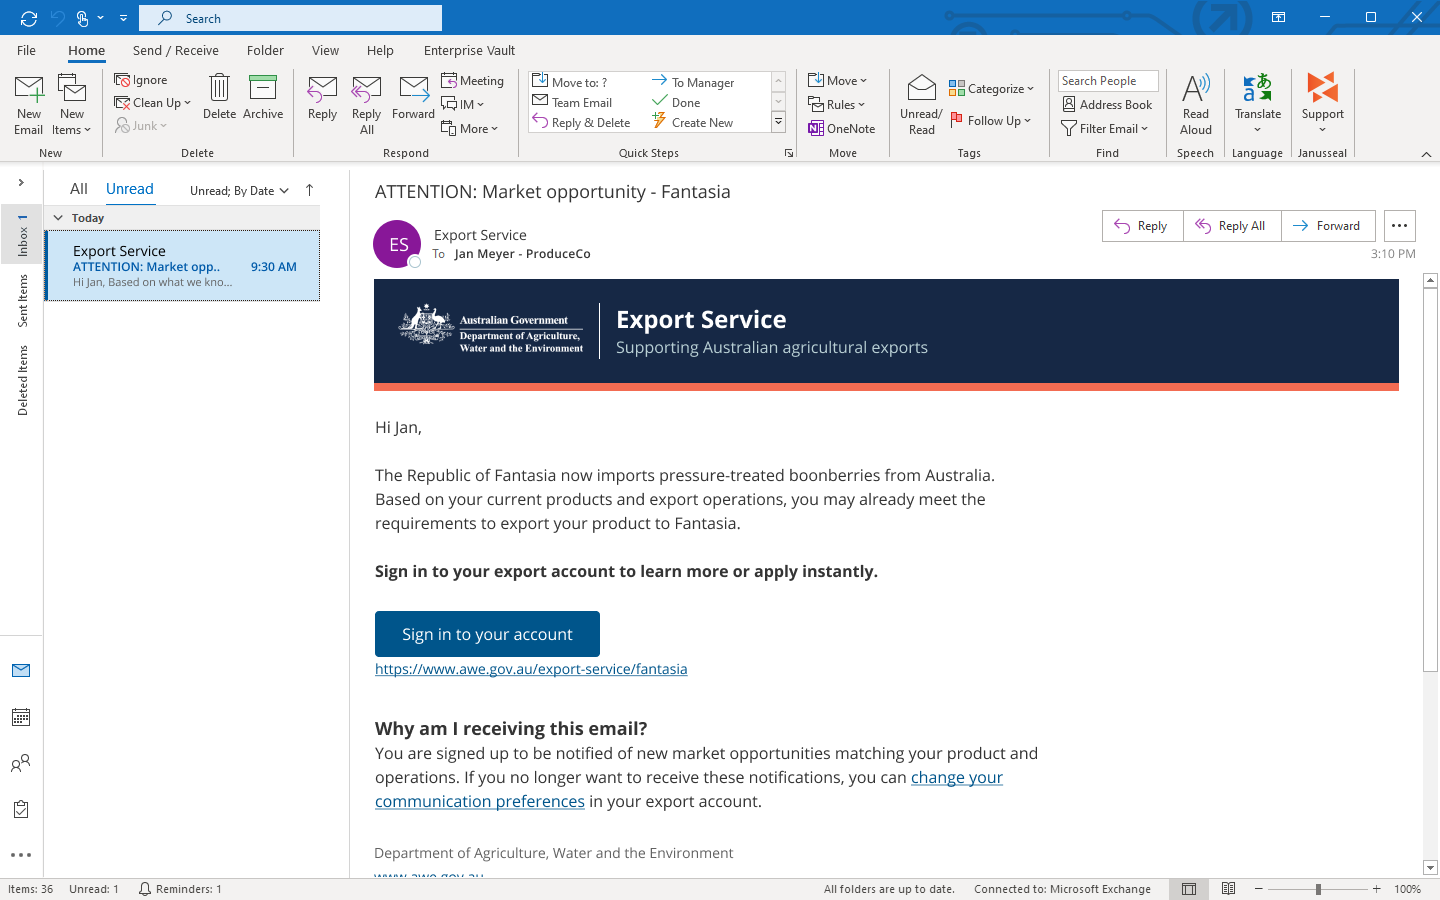 Search
File Home Send / Receive Folder View Help Enterprise Vault
New Email
New Items
New
Ignore
Clean Up
Junk
Delete
Archive
Delete
Reply
Reply All
Forward
Meeting
IM
More
Respond
Move to: ?
Team Email
Reply & Delete
To Manager
Done
Create New
Quick Steps
Move
Rules
OneNote
Move
Unread/ Read
Categorize
Follow Up
Tags
Search People
Address Book
Filter Email
Find
Read Aloud
Speech
Translate
Language
Support
Janusseal
Inbox 1
Sent Items
Deleted Items
All Unread Unread; By Date
Today
Export Service
ATTENTION: Market opp.. 9:30 AM
Hi Jan, Based on what we kno...
ATTENTION: Market opportunity - Fantasia
ES
Export Service
To Jan Meyer - ProduceCo
Reply Reply All Forward
3:10 PM
Australian Government
Department of Agriculture,
Water and the Environment
Export Service
Supporting Australian agricultural exports
Hi Jan,
The Republic of Fantasia now imports pressure-treated boonberries from Australia.
Based on your current products and export operations, you may already meet the
requirements to export your product to Fantasia.
Sign in to your export account to learn more or apply instantly.
Sign in to your account
https://www.awe.gov.au/export-service/fantasia
Why am I receiving this email?
You are signed up to be notified of new market opportunities matching your product and
operations. If you no longer want to receive these notifications, you can change your
communication preferences in your export account.
Department of Agriculture, Water and the Environment
www.awe.gov.au
Items: 36 Unread: 1 Reminders: 1 All folders are up to date. Connected to: Microsoft Exchange 100%